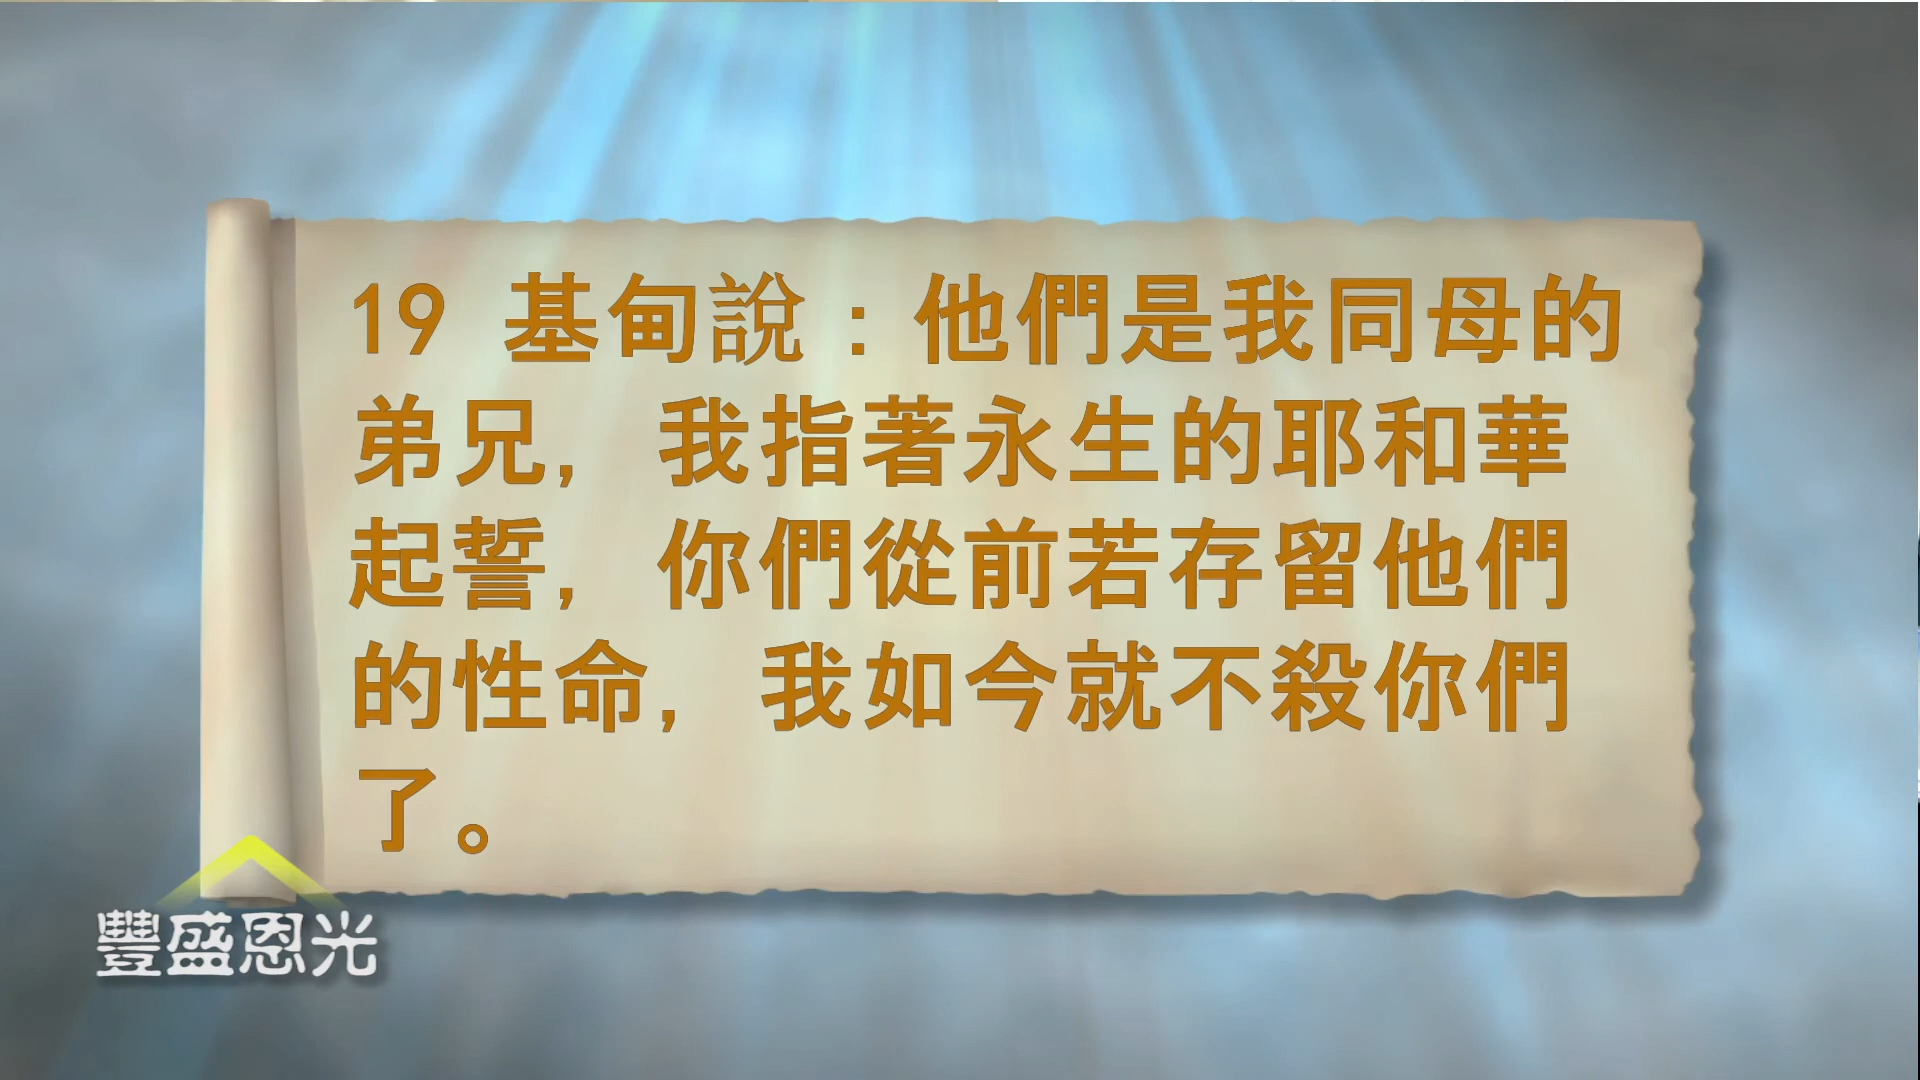 19 基甸說：他們是我同母的
弟兄, 我指著永生的耶和華
起誓, 你們從前若存留他們
的性命, 我如今就不殺你們
了。
豐盛恩光